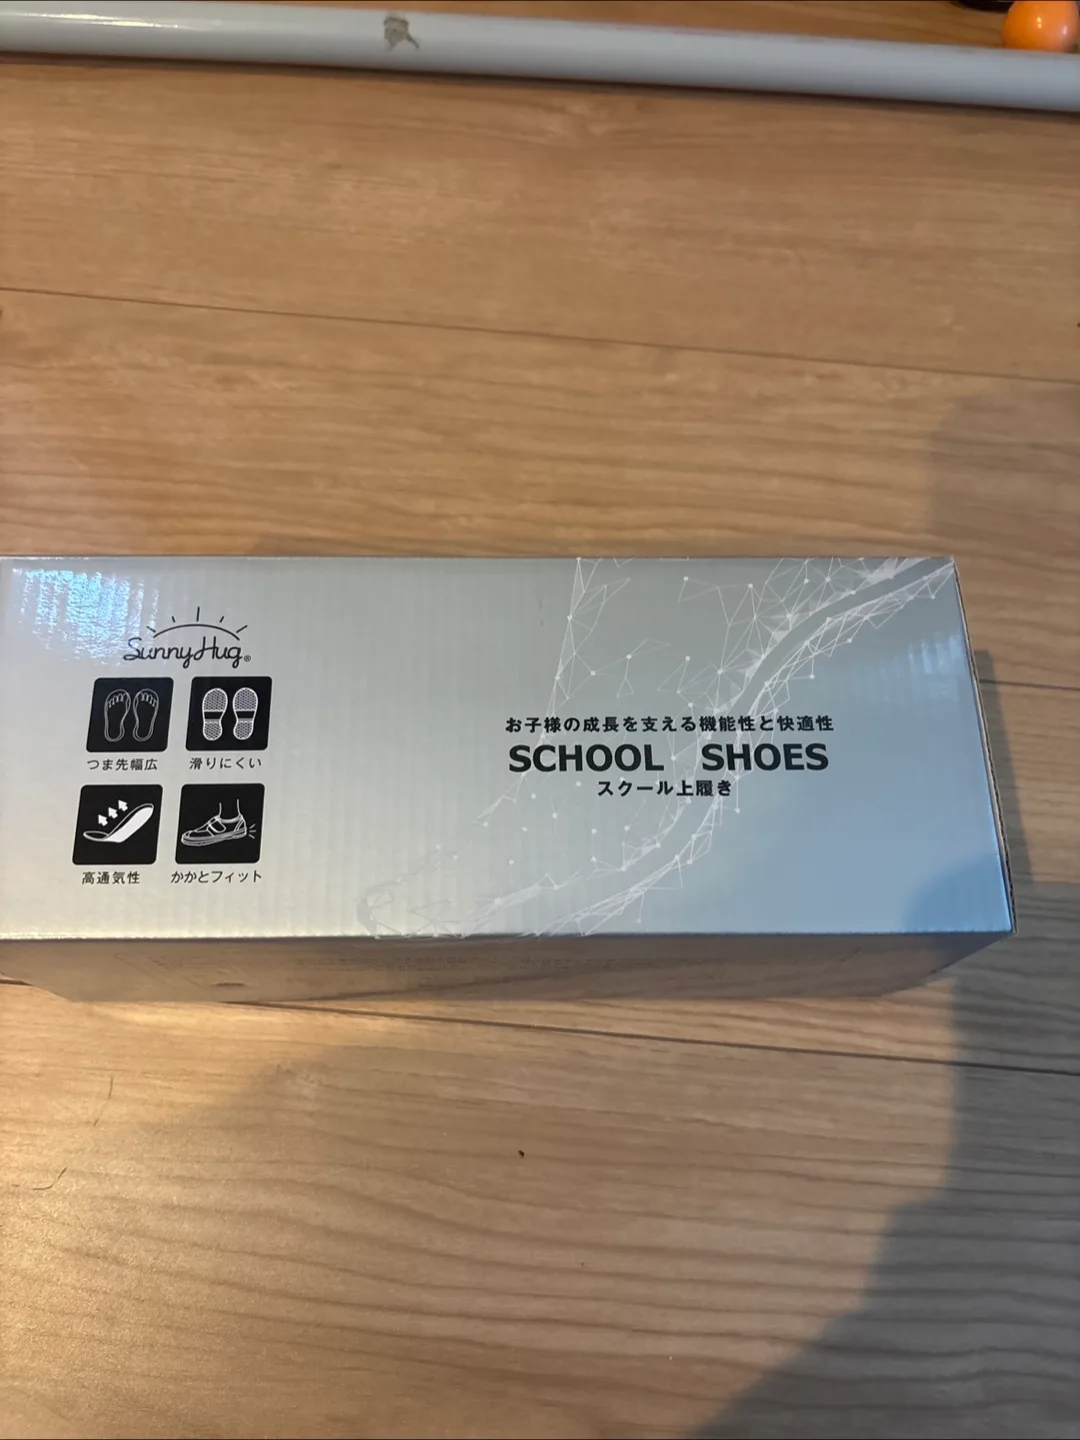 SunnyHug®
つま先幅広
滑りにくい
高通気性
かかとフィット
お子様の成長を支える機能性と快適性
SCHOOL SHOES
スクール上履き